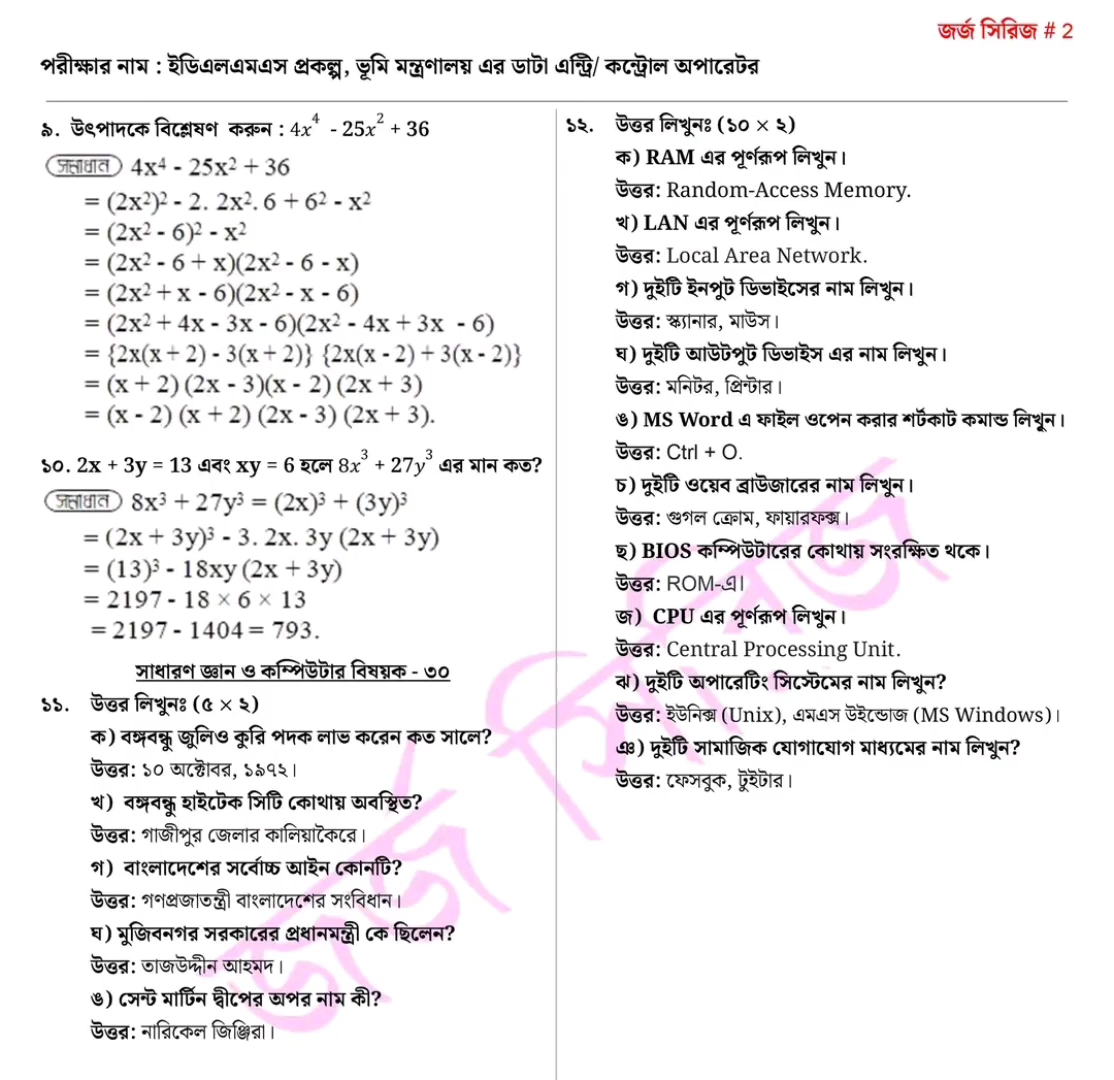 জর্জ সিরিজ # 2
পরীক্ষার নাম : ইডিএলএমএস প্রকল্প, ভূমি মন্ত্রণালয় এর ডাটা এন্ট্রি/ কন্ট্রোল অপারেটর
৯. উৎপাদকে বিশ্লেষণ করুন : 4x⁴ - 25x² + 36
সমাধান 4x⁴ - 25x² + 36
= (2x²)² - 2. 2x². 6 + 6² - x²
= (2x² - 6)² - x²
= (2x² - 6 + x)(2x² - 6 - x)
= (2x² + x - 6)(2x² - x - 6)
= (2x² + 4x - 3x - 6)(2x² - 4x + 3x - 6)
= {2x(x + 2) - 3(x + 2)} {2x(x - 2) + 3(x - 2)}
= (x + 2) (2x - 3)(x - 2) (2x + 3)
= (x - 2) (x + 2) (2x - 3) (2x + 3).
১০. 2x + 3y = 13 এবং xy = 6 হলে 8x³ + 27y³ এর মান কত?
সমাধান 8x³ + 27y³ = (2x)³ + (3y)³
= (2x + 3y)³ - 3. 2x. 3y (2x + 3y)
= (13)³ - 18xy (2x + 3y)
= 2197 - 18 × 6 × 13
= 2197 - 1404 = 793.
সাধারণ জ্ঞান ও কম্পিউটার বিষয়ক - ৩০
১১. উত্তর লিখুনঃ (৫ × ২)
ক) বঙ্গবন্ধু জুলিও কুরি পদক লাভ করেন কত সালে?
উত্তর: ১০ অক্টোবর, ১৯৭২।
খ) বঙ্গবন্ধু হাইটেক সিটি কোথায় অবস্থিত?
উত্তর: গাজীপুর জেলার কালিয়াকৈরে।
গ) বাংলাদেশের সর্বোচ্চ আইন কোনটি?
উত্তর: গণপ্রজাতন্ত্রী বাংলাদেশের সংবিধান।
ঘ) মুজিবনগর সরকারের প্রধানমন্ত্রী কে ছিলেন?
উত্তর: তাজউদ্দীন আহমদ।
ঙ) সেন্ট মার্টিন দ্বীপের অপর নাম কী?
উত্তর: নারিকেল জিঞ্জিরা।
১২. উত্তর লিখুনঃ (১০ × ২)
ক) RAM এর পূর্ণরূপ লিখুন।
উত্তর: Random-Access Memory.
খ) LAN এর পূর্ণরূপ লিখুন।
উত্তর: Local Area Network.
গ) দুইটি ইনপুট ডিভাইসের নাম লিখুন।
উত্তর: স্ক্যানার, মাউস।
ঘ) দুইটি আউটপুট ডিভাইস এর নাম লিখুন।
উত্তর: মনিটর, প্রিন্টার।
ঙ) MS Word এ ফাইল ওপেন করার শর্টকাট কমান্ড লিখুন।
উত্তর: Ctrl + O.
চ) দুইটি ওয়েব ব্রাউজারের নাম লিখুন।
উত্তর: গুগল ক্রোম, ফায়ারফক্স।
ছ) BIOS কম্পিউটারের কোথায় সংরক্ষিত থকে।
উত্তর: ROM-এ।
জ) CPU এর পূর্ণরূপ লিখুন।
উত্তর: Central Processing Unit.
ঝ) দুইটি অপারেটিং সিস্টেমের নাম লিখুন?
উত্তর: ইউনিক্স (Unix), এমএস উইন্ডোজ (MS Windows)।
ঞ) দুইটি সামাজিক যোগাযোগ মাধ্যমের নাম লিখুন?
উত্তর: ফেসবুক, টুইটার।
জর্জ সিরিজ